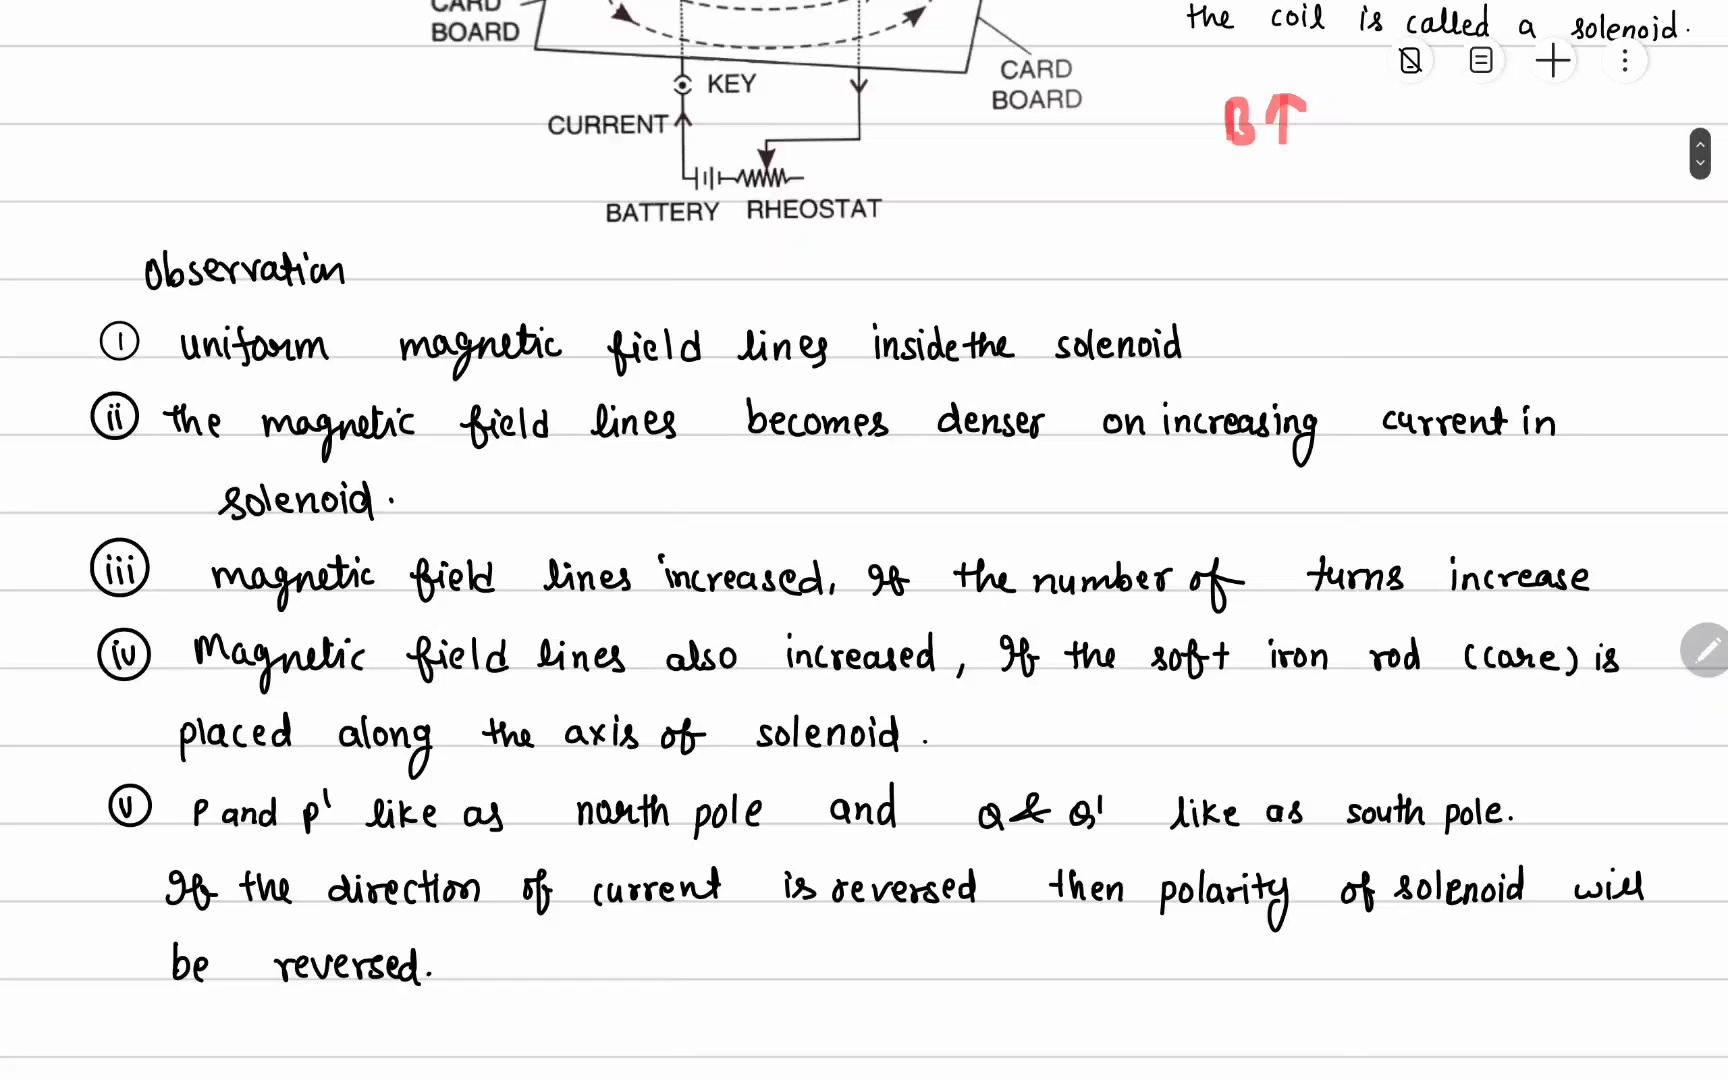 CARD
BOARD
the coil is called a solenoid.
CARD
BOARD
KEY
CURRENT
B↑
BATTERY RHEOSTAT
observation
i uniform magnetic field lines inside the solenoid
ii the magnetic field lines becomes denser on increasing current in
solenoid.
iii magnetic field lines increased, If the number of turns increase
iv Magnetic field lines also increased, If the soft iron rod (core) is
placed along the axis of solenoid.
v P and P' like as north pole and Q & Q' like as south pole.
If the direction of current is reversed then polarity of solenoid will
be reversed.